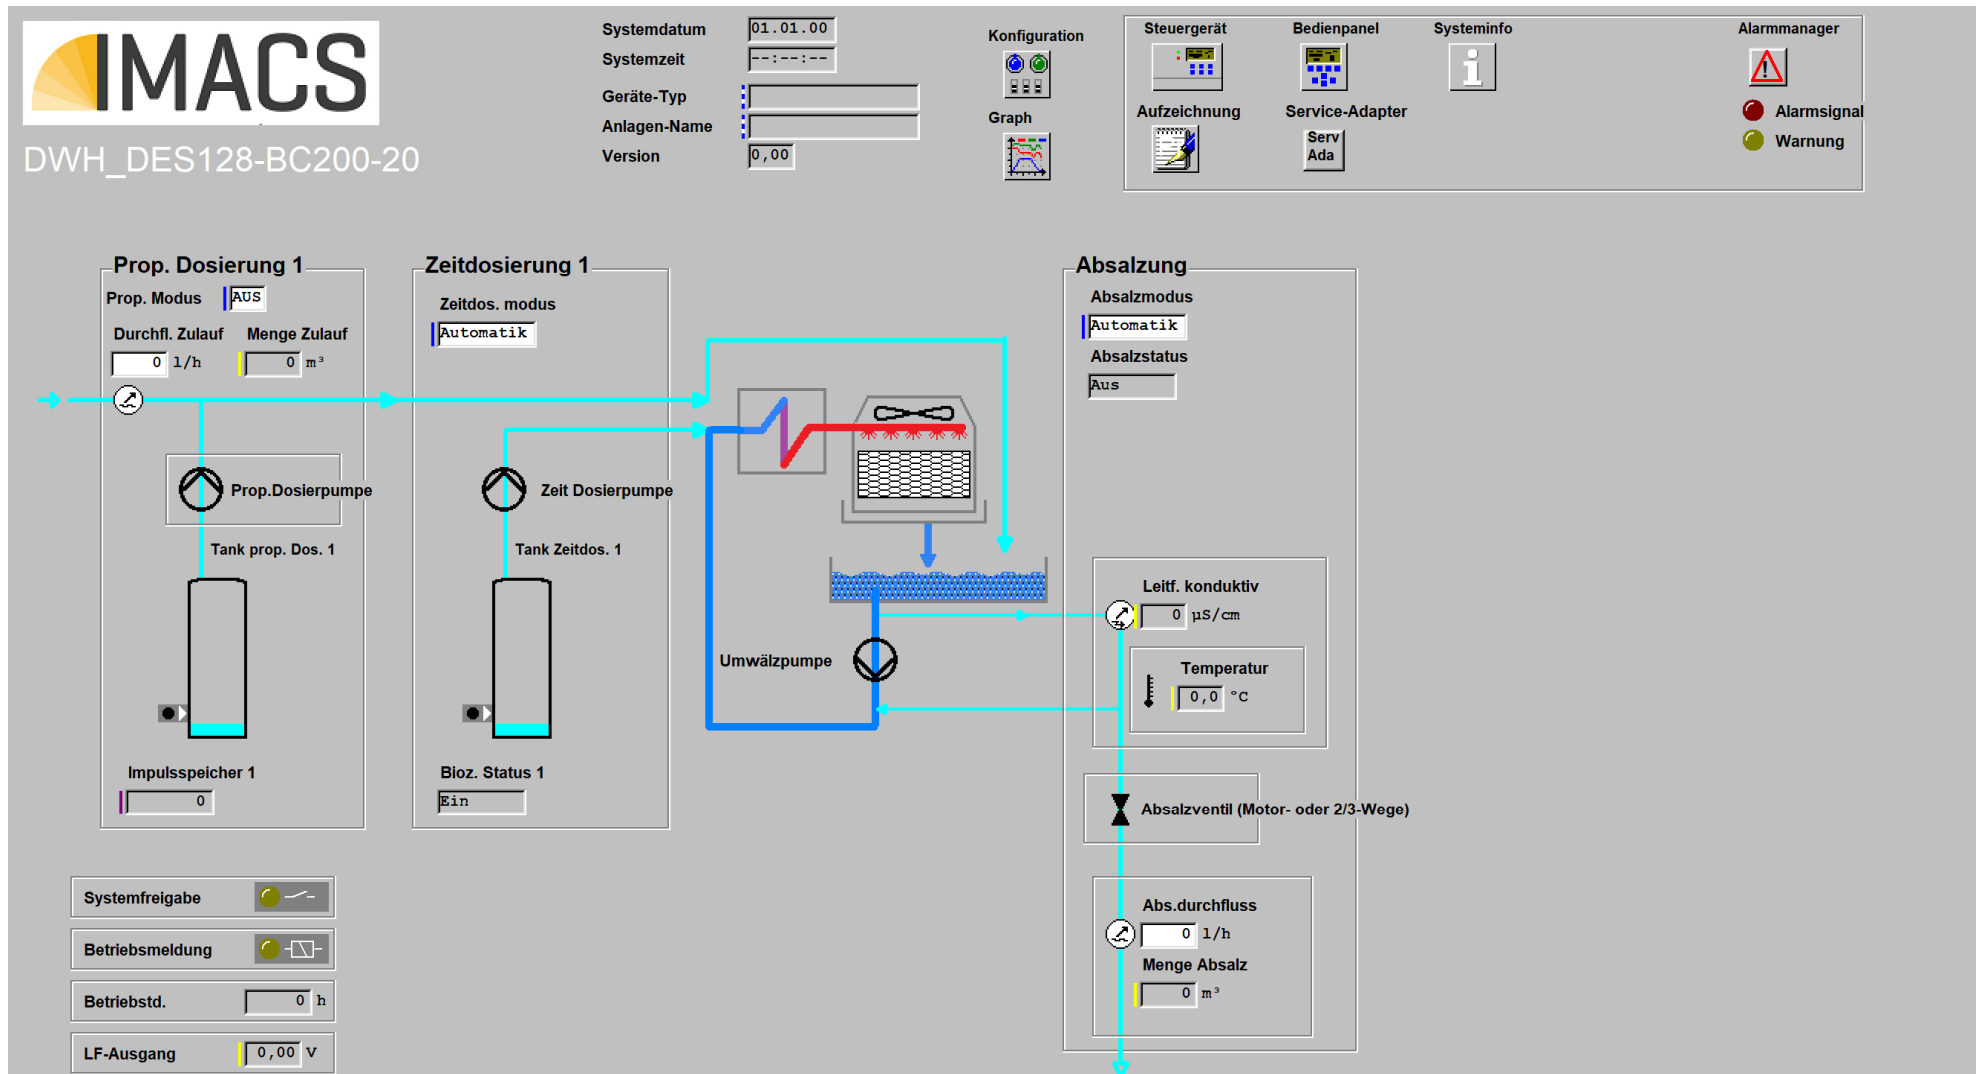 IMACS
DWH_DES128-BC200-20
Systemdatum 01.01.00
Systemzeit --:--:--
Geräte-Typ
Anlagen-Name
Version 0,00
Konfiguration
Graph
Steuergerät
Bedienpanel
Systeminfo
Aufzeichnung
Service-Adapter
Serv
Ada
Alarmmanager
Alarmsignal
Warnung
Prop. Dosierung 1
Prop. Modus AUS
Durchfl. Zulauf Menge Zulauf
0 l/h 0 m³
Prop.Dosierpumpe
Tank prop. Dos. 1
Impulsspeicher 1
0
Zeitdosierung 1
Zeitdos. modus
Automatik
Zeit Dosierpumpe
Tank Zeitdos. 1
Bioz. Status 1
Ein
Umwälzpumpe
Absalzung
Absalzmodus
Automatik
Absalzstatus
Aus
Leitf. konduktiv
0 µS/cm
Temperatur
0,0 °C
Absalzventil (Motor- oder 2/3-Wege)
Abs.durchfluss
0 l/h
Menge Absalz
0 m³
Systemfreigabe
Betriebsmeldung
Betriebstd. 0 h
LF-Ausgang 0,00 V